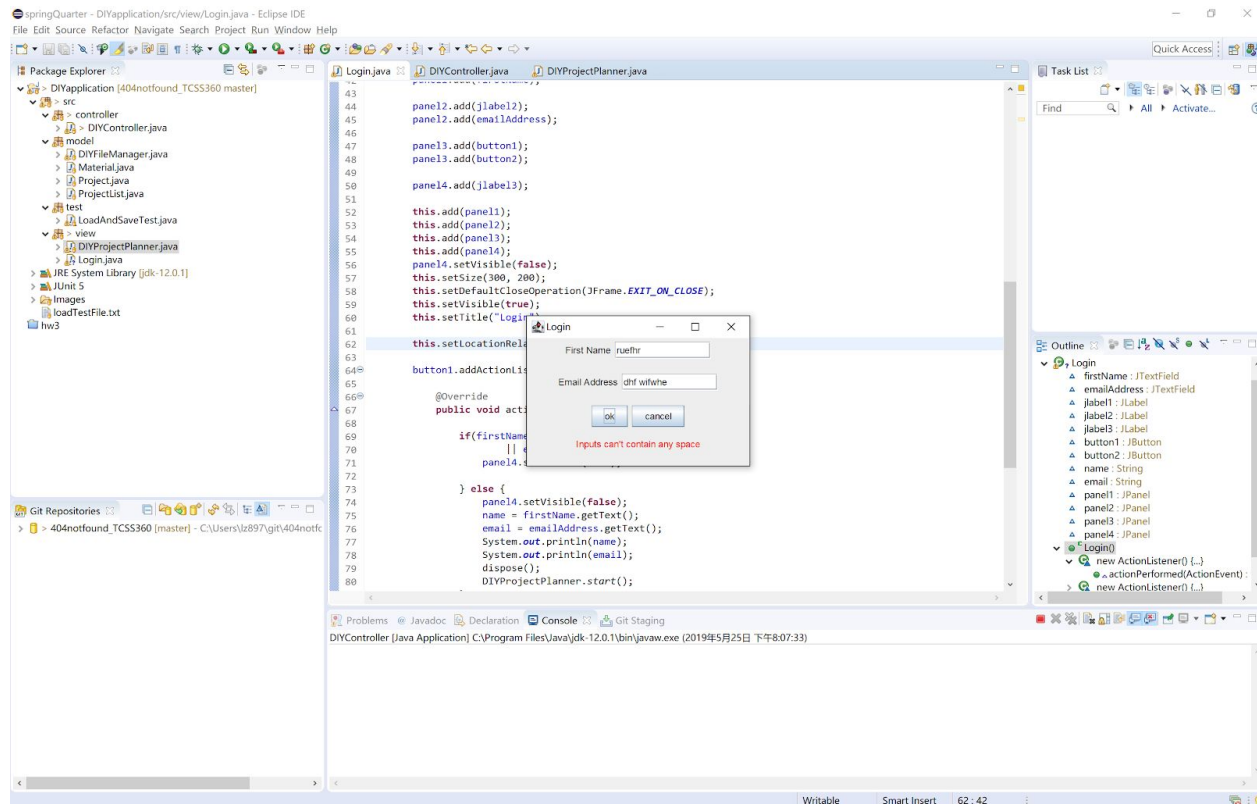 springQuarter - DIYapplication/src/view/Login.java - Eclipse IDE
File Edit Source Refactor Navigate Search Project Run Window Help
Quick Access
Package Explorer
> DIYapplication [404notfound_TCSS360 master]
> src
> controller
> DIYController.java
model
DIYFileManager.java
Material.java
Project.java
ProjectList.java
test
LoadAndSaveTest.java
> view
DIYProjectPlanner.java
Login.java
JRE System Library [jdk-12.0.1]
JUnit 5
Images
loadTestFile.txt
hw3
Git Repositories
> 404notfound_TCSS360 [master] - C:\Users\lz897\git\404notfc
Login.java DIYController.java DIYProjectPlanner.java
43
44 panel2.add(jlabel2);
45 panel2.add(emailAddress);
46
47 panel3.add(button1);
48 panel3.add(button2);
49
50 panel4.add(jlabel3);
51
52 this.add(panel1);
53 this.add(panel2);
54 this.add(panel3);
55 this.add(panel4);
56 panel4.setVisible(false);
57 this.setSize(300, 200);
58 this.setDefaultCloseOperation(JFrame.EXIT_ON_CLOSE);
59 this.setVisible(true);
60 this.setTitle("Login")
61
62 this.setLocationRela
63
64 button1.addActionLis
65
66 @Override
67 public void acti
68
69 if(firstName
70 || e
71 panel4.s
72
73 } else {
74 panel4.setVisible(false);
75 name = firstName.getText();
76 email = emailAddress.getText();
77 System.out.println(name);
78 System.out.println(email);
79 dispose();
80 DIYProjectPlanner.start();
Login
First Name ruefhr
Email Address dhf wifwhe
ok cancel
Inputs can't contain any space
Task List
Find All Activate...
Outline
Login
firstName : JTextField
emailAddress : JTextField
jlabel1 : JLabel
jlabel2 : JLabel
jlabel3 : JLabel
button1 : JButton
button2 : JButton
name : String
email : String
panel1 : JPanel
panel2 : JPanel
panel3 : JPanel
panel4 : JPanel
Login()
new ActionListener() {...}
actionPerformed(ActionEvent) :
new ActionListener() {...}
Problems Javadoc Declaration Console Git Staging
DIYController [Java Application] C:\Program Files\Java\jdk-12.0.1\bin\javaw.exe (2019年5月25日 下午8:07:33)
Writable Smart Insert 62 : 42